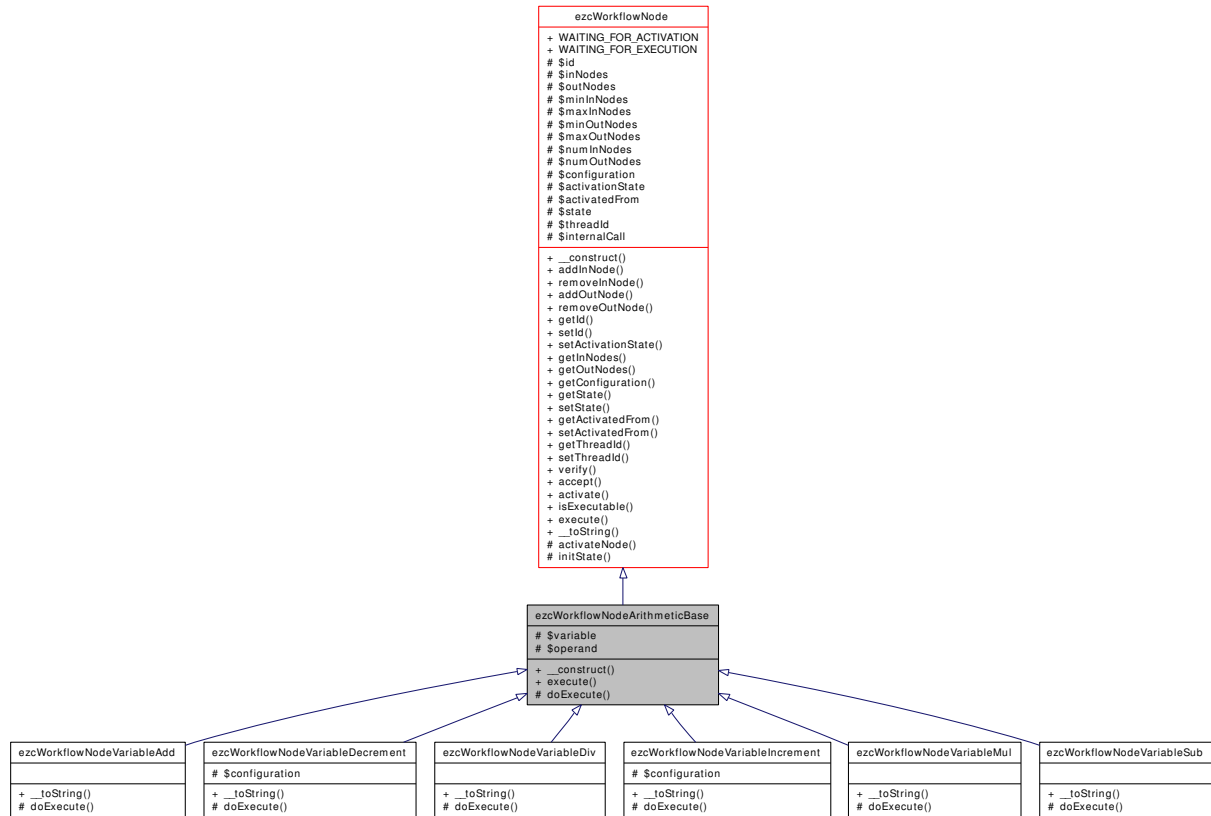 ezcWorkflowNode
+ WAITING_FOR_ACTIVATION
+ WAITING_FOR_EXECUTION
# $id
# $inNodes
# $outNodes
# $minInNodes
# $maxInNodes
# $minOutNodes
# $maxOutNodes
# $numInNodes
# $numOutNodes
# $configuration
# $activationState
# $activatedFrom
# $state
# $threadId
# $internalCall
+ __construct()
+ addInNode()
+ removeInNode()
+ addOutNode()
+ removeOutNode()
+ getId()
+ setId()
+ setActivationState()
+ getInNodes()
+ getOutNodes()
+ getConfiguration()
+ getState()
+ setState()
+ getActivatedFrom()
+ setActivatedFrom()
+ getThreadId()
+ setThreadId()
+ verify()
+ accept()
+ activate()
+ isExecutable()
+ execute()
+ __toString()
# activateNode()
# initState()
ezcWorkflowNodeArithmeticBase
# $variable
# $operand
+ __construct()
+ execute()
# doExecute()
ezcWorkflowNodeVariableAdd
+ __toString()
# doExecute()
ezcWorkflowNodeVariableDecrement
# $configuration
+ __toString()
# doExecute()
ezcWorkflowNodeVariableDiv
+ __toString()
# doExecute()
ezcWorkflowNodeVariableIncrement
# $configuration
+ __toString()
# doExecute()
ezcWorkflowNodeVariableMul
+ __toString()
# doExecute()
ezcWorkflowNodeVariableSub
+ __toString()
# doExecute()